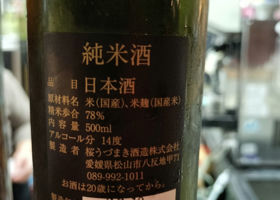 純米酒
品目 日本酒
原材料名 米(国産)、米麹(国産米)
精米歩合 78%
内容量 500ml
アルコール分 14度
製造者 桜うづまき酒造株式会社
愛媛県松山市八反地甲71
089-992-1011
お酒は20歳になってから。